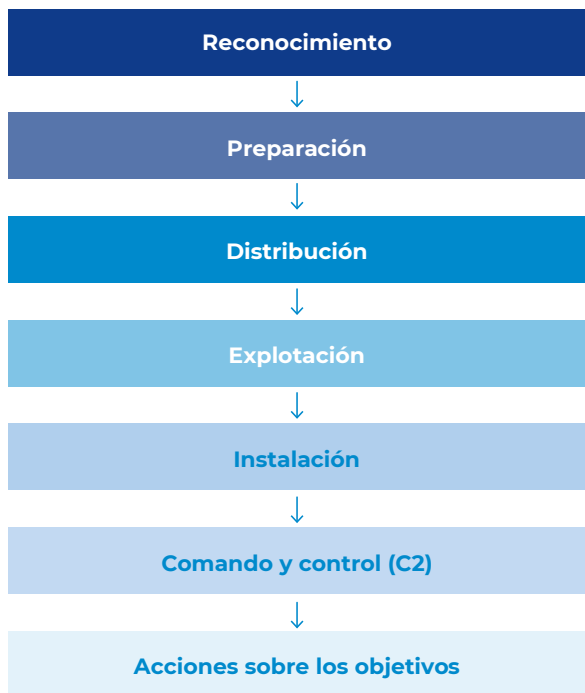 Reconocimiento
Preparación
Distribución
Explotación
Instalación
Comando y control (C2)
Acciones sobre los objetivos